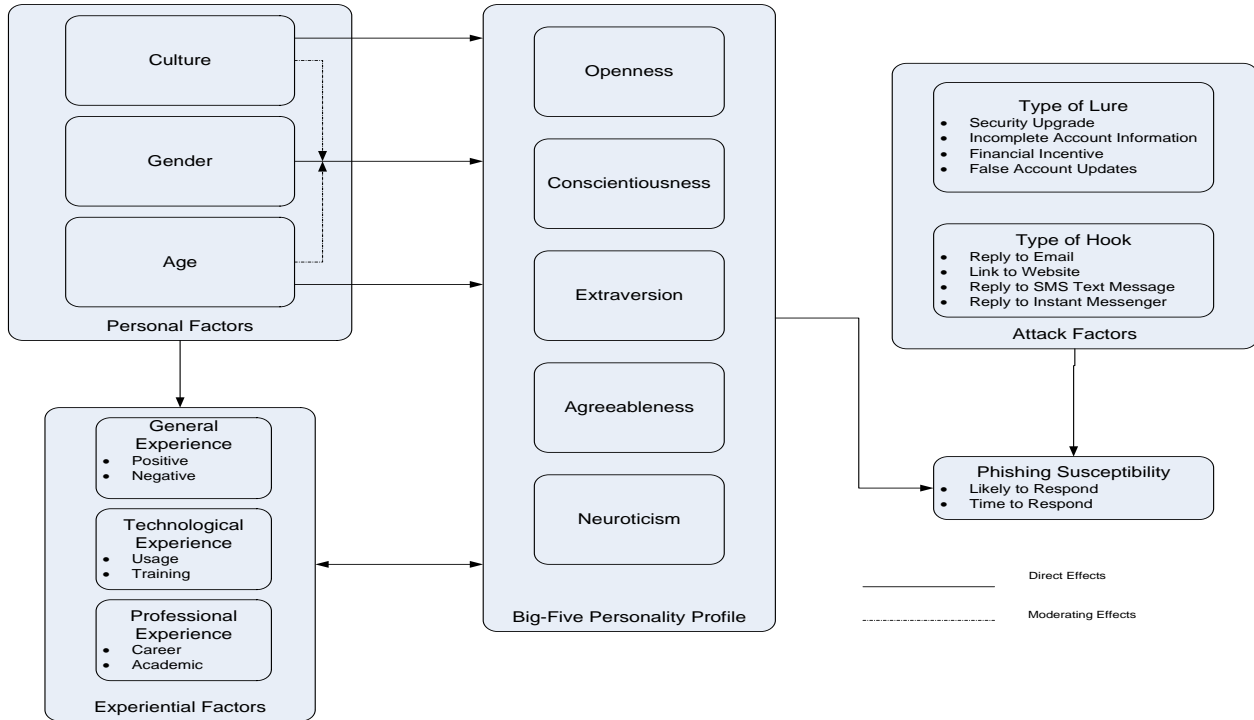 Culture
Gender
Age
Personal Factors
General
Experience
• Positive
• Negative
Technological
Experience
• Usage
• Training
Professional
Experience
• Career
• Academic
Experiential Factors
Openness
Conscientiousness
Extraversion
Agreeableness
Neuroticism
Big-Five Personality Profile
Type of Lure
• Security Upgrade
• Incomplete Account Information
• Financial Incentive
• False Account Updates
Type of Hook
• Reply to Email
• Link to Website
• Reply to SMS Text Message
• Reply to Instant Messenger
Attack Factors
Phishing Susceptibility
• Likely to Respond
• Time to Respond
Direct Effects
Moderating Effects